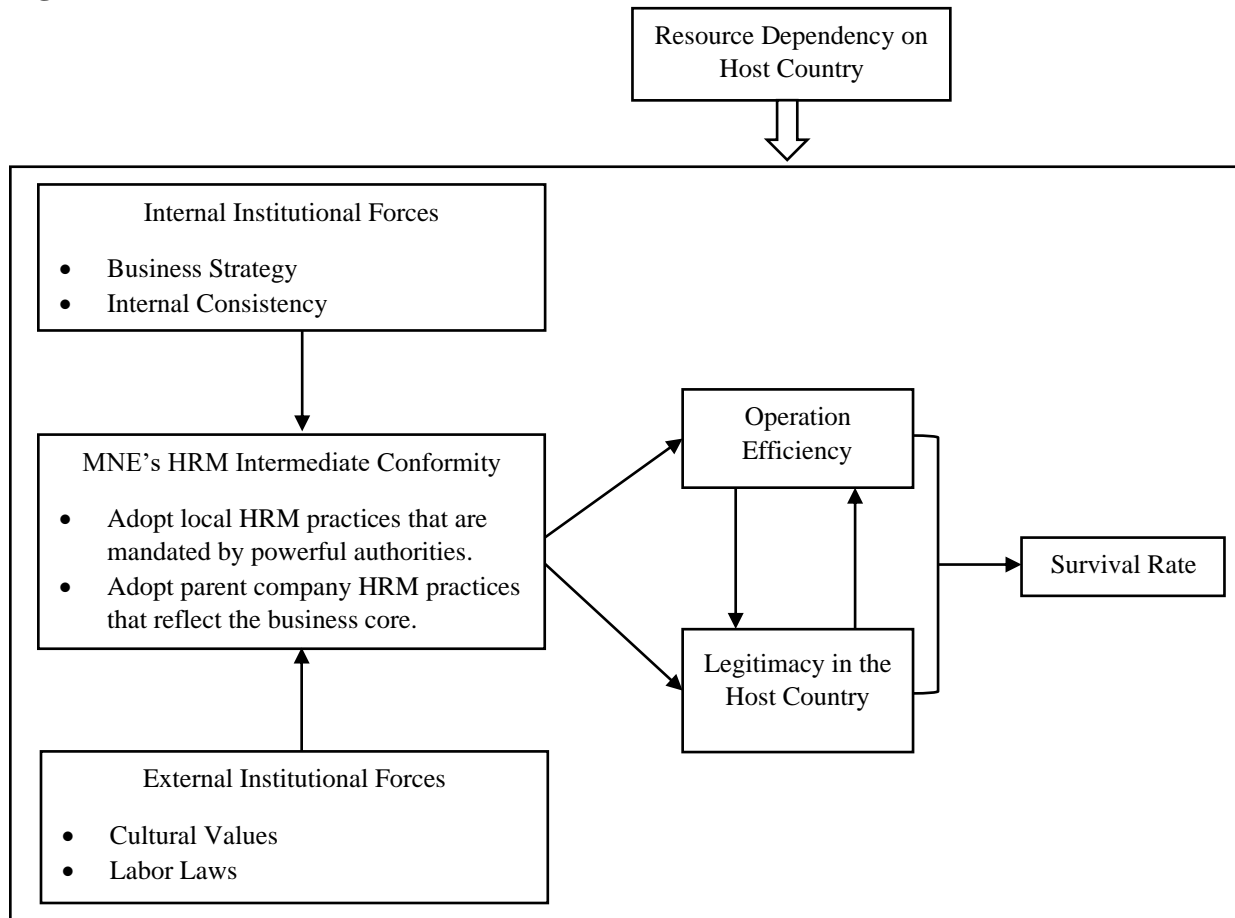 Resource Dependency on
Host Country
Internal Institutional Forces
• Business Strategy
• Internal Consistency
MNE’s HRM Intermediate Conformity
• Adopt local HRM practices that are
mandated by powerful authorities.
• Adopt parent company HRM practices
that reflect the business core.
External Institutional Forces
• Cultural Values
• Labor Laws
Operation
Efficiency
Legitimacy in the
Host Country
Survival Rate